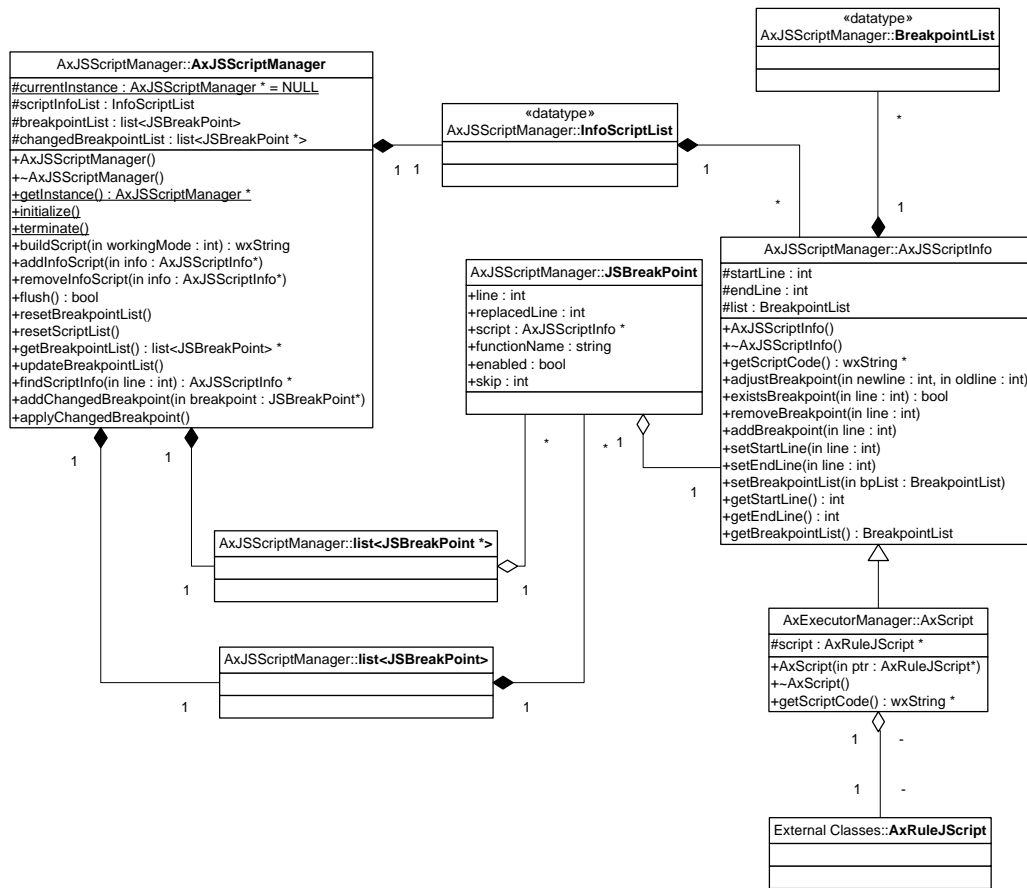 «datatype»
AxJSScriptManager::BreakpointList
AxJSScriptManager::AxJSScriptManager
#currentInstance : AxJSScriptManager * = NULL
#scriptInfoList : InfoScriptList
#breakpointList : list<JSBreakPoint>
#changedBreakpointList : list<JSBreakPoint *>
+AxJSScriptManager()
+~AxJSScriptManager()
+getInstance() : AxJSScriptManager *
+initialize()
+terminate()
+buildScript(in workingMode : int) : wxString
+addInfoScript(in info : AxJSScriptInfo*)
+removeInfoScript(in info : AxJSScriptInfo*)
+flush() : bool
+resetBreakpointList()
+resetScriptList()
+getBreakpointList() : list<JSBreakPoint> *
+updateBreakpointList()
+findScriptInfo(in line : int) : AxJSScriptInfo *
+addChangedBreakpoint(in breakpoint : JSBreakPoint*)
+applyChangedBreakpoint()
«datatype»
AxJSScriptManager::InfoScriptList
1
1
1
*
*
1
AxJSScriptManager::JSBreakPoint
+line : int
+replacedLine : int
+script : AxJSScriptInfo *
+functionName : string
+enabled : bool
+skip : int
AxJSScriptManager::AxJSScriptInfo
#startLine : int
#endLine : int
#list : BreakpointList
+AxJSScriptInfo()
+~AxJSScriptInfo()
+getScriptCode() : wxString *
+adjustBreakpoint(in newline : int, in oldline : int)
+existsBreakpoint(in line : int) : bool
+removeBreakpoint(in line : int)
+addBreakpoint(in line : int)
+setStartLine(in line : int)
+setEndLine(in line : int)
+setBreakpointList(in bpList : BreakpointList)
+getStartLine() : int
+getEndLine() : int
+getBreakpointList() : BreakpointList
1
1
*
*
1
1
AxJSScriptManager::list<JSBreakPoint *>
1
1
AxJSScriptManager::list<JSBreakPoint>
1
1
AxExecutorManager::AxScript
#script : AxRuleJScript *
+AxScript(in ptr : AxRuleJScript*)
+~AxScript()
+getScriptCode() : wxString *
1
-
1
-
External Classes::AxRuleJScript